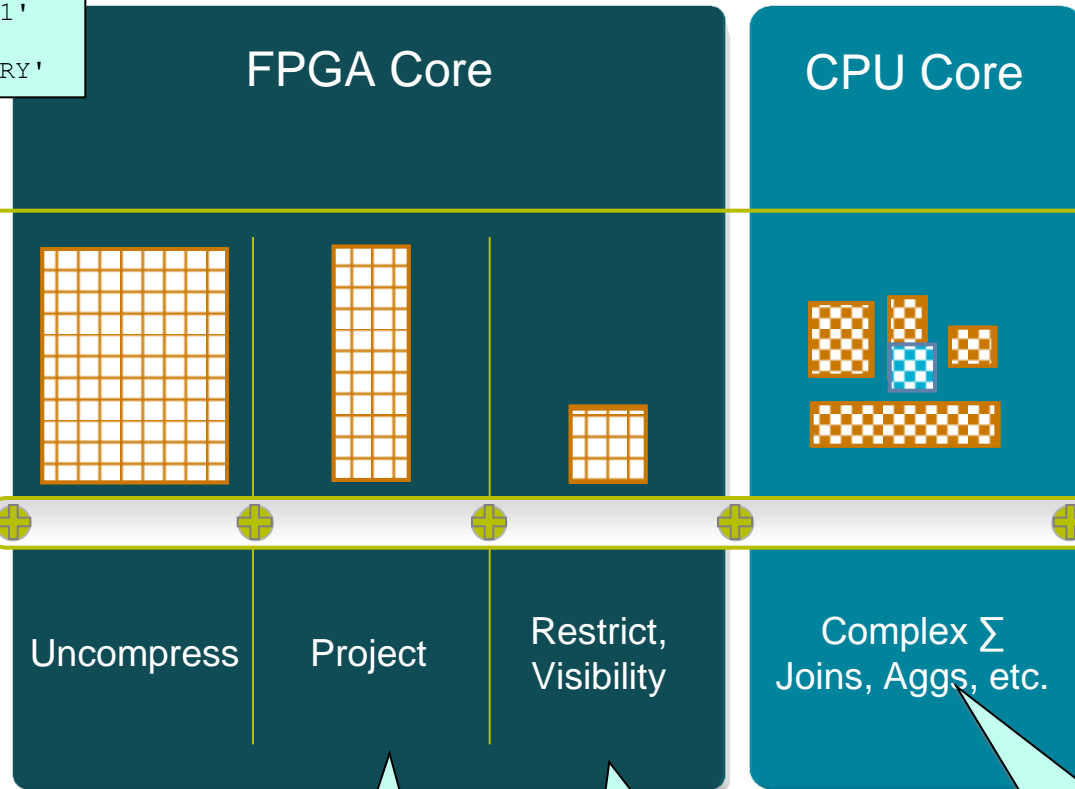 1'
RY'
FPGA Core
CPU Core
Uncompress
Project
Restrict,
Visibility
Complex ∑
Joins, Aggs, etc.